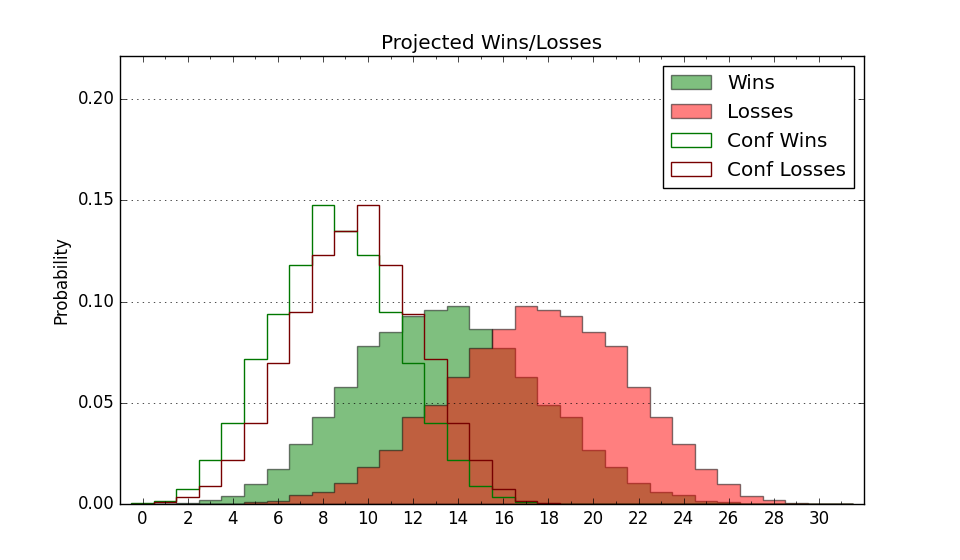 Projected Wins/Losses
Wins
Losses
Conf Wins
Conf Losses
Probability
0.20
0.15
0.10
0.05
0.00
0 2 4 6 8 10 12 14 16 18 20 22 24 26 28 30